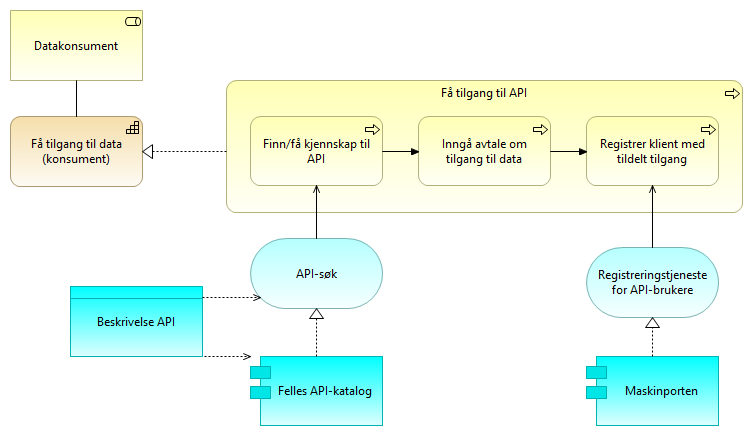 Datakonsument
Få tilgang til API
Få tilgang til data
(konsument)
Finn/få kjennskap til
API
Inngå avtale om
tilgang til data
Registrer klient med
tildelt tilgang
API-søk
Registreringstjeneste
for API-brukere
Beskrivelse API
Felles API-katalog
Maskinporten